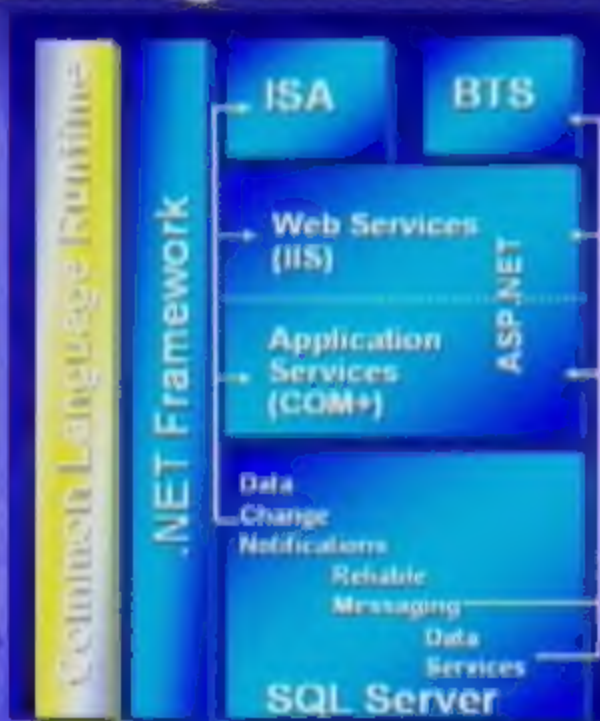 Common Language Runtime
.NET Framework
ISA
BTS
Web Services
(IIS)
ASP.NET
Application
Services
(COM+)
Data
Change
Notifications
Reliable
Messaging
Data
Services
SQL Server